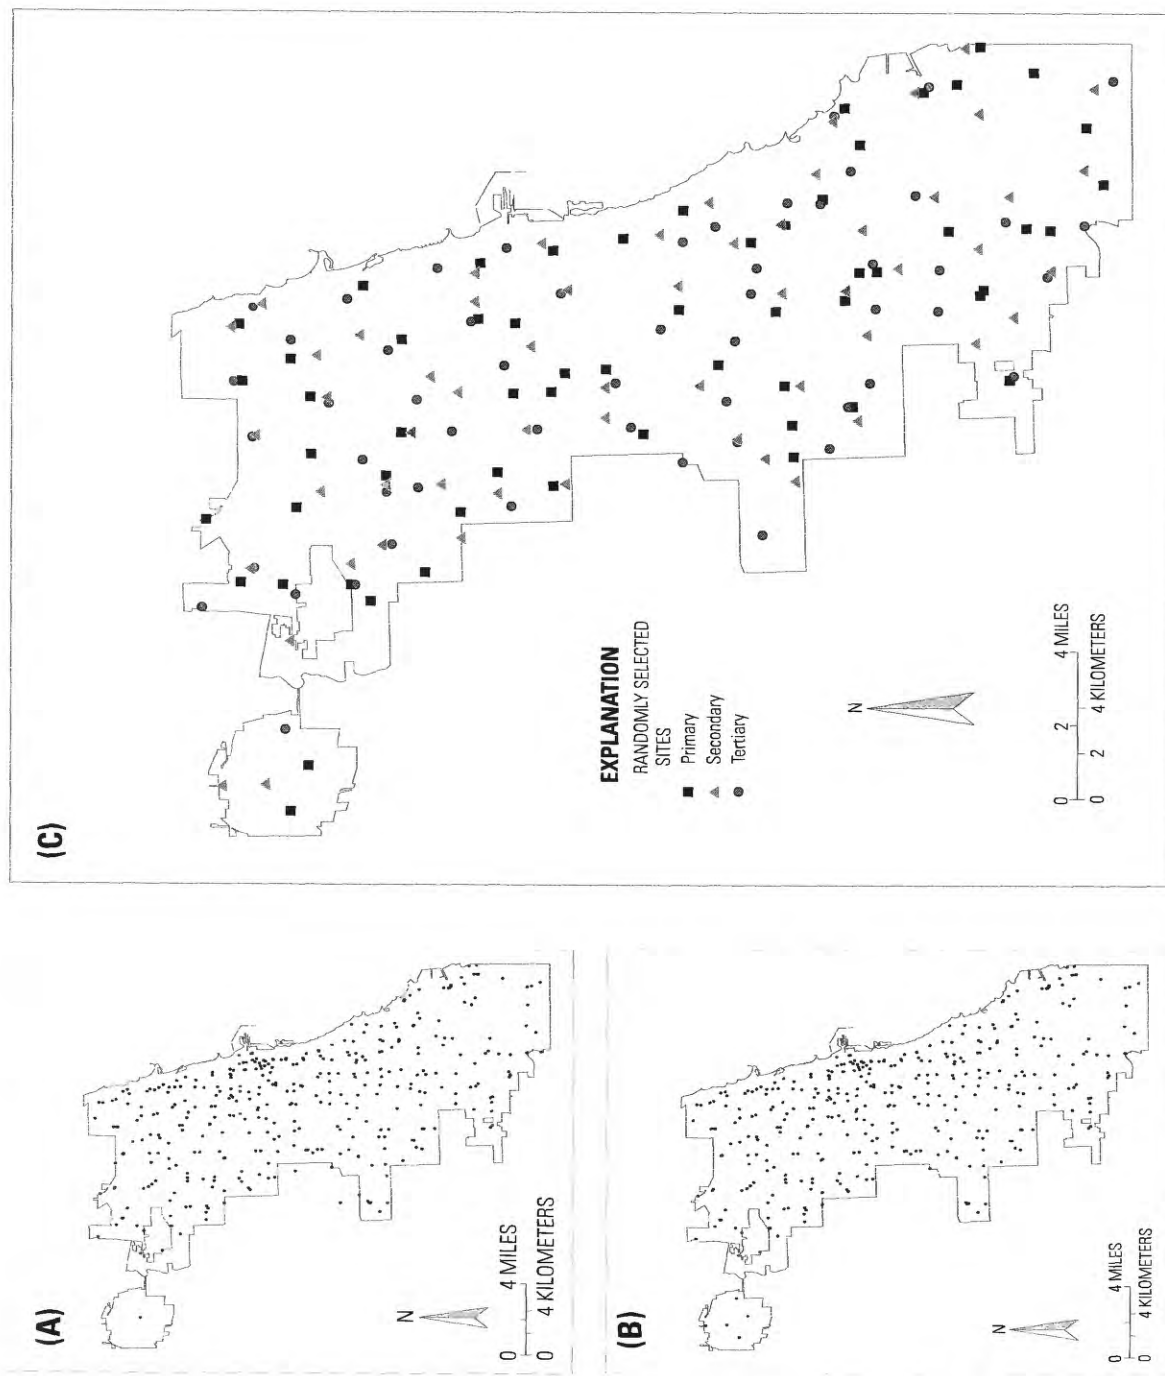 (A)
N
0 4 MILES
0 4 KILOMETERS
(B)
N
0 4 MILES
0 4 KILOMETERS
(C)
EXPLANATION
RANDOMLY SELECTED
SITES
Primary
Secondary
Tertiary
N
0 2 4 MILES
0 2 4 KILOMETERS